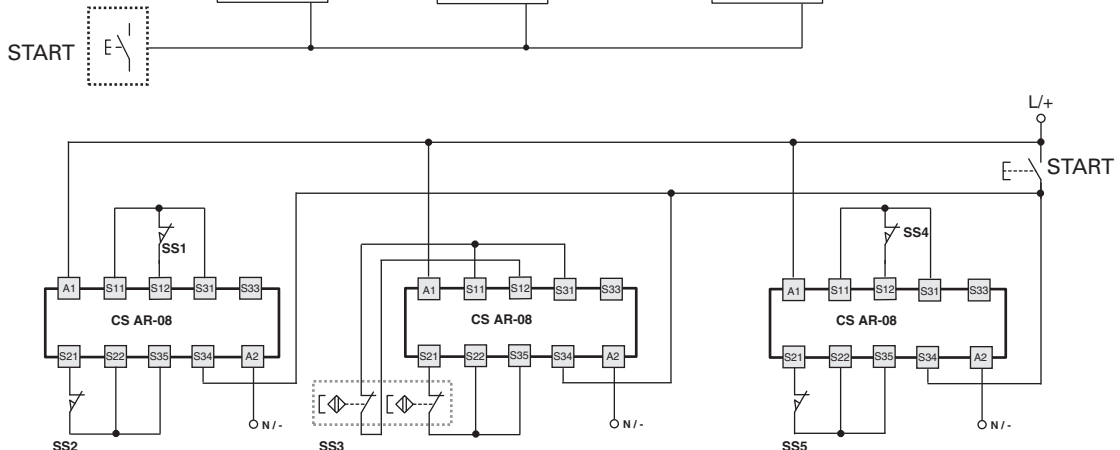 START
L/+
START
SS1
SS4
A1 S11 S12 S31 S33
A1 S11 S12 S31 S33
A1 S11 S12 S31 S33
CS AR-08
CS AR-08
CS AR-08
S21 S22 S35 S34 A2
S21 S22 S35 S34 A2
S21 S22 S35 S34 A2
N / -
N / -
N / -
SS2
SS3
SS5